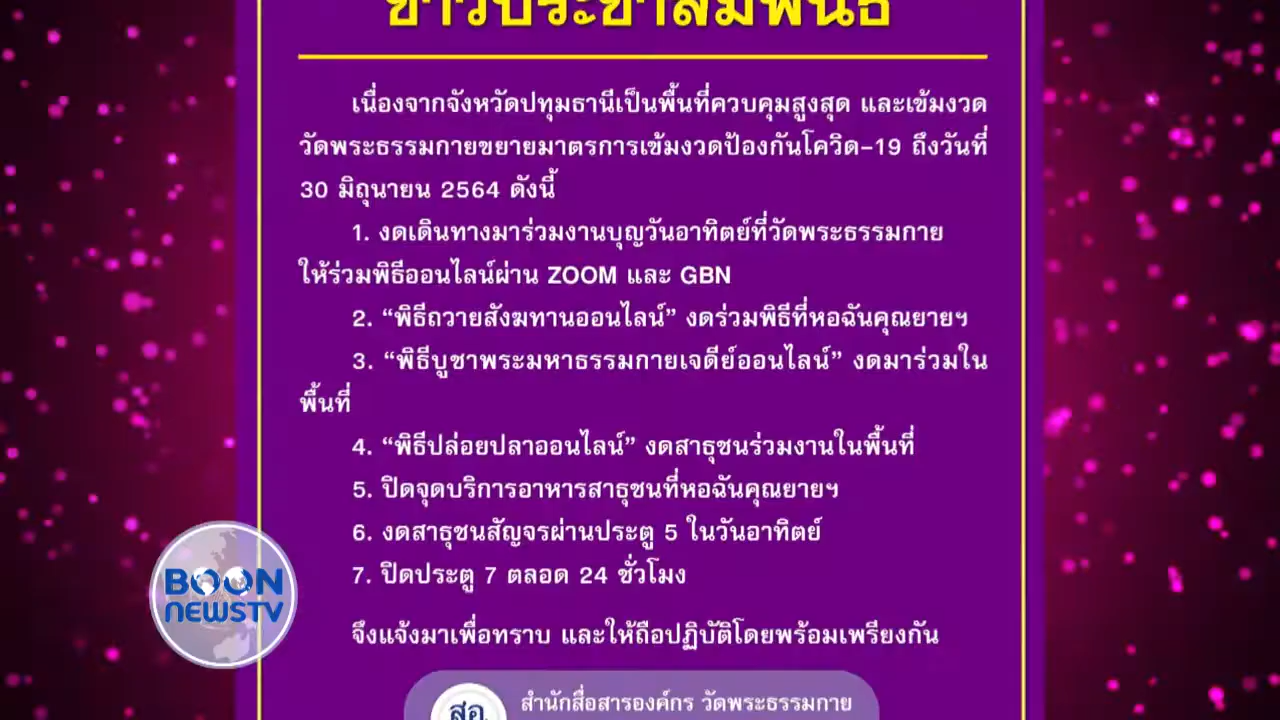 ข่าวประชาสัมพันธ์
เนื่องจากจังหวัดปทุมธานีเป็นพื้นที่ควบคุมสูงสุด และเข้มงวด
วัดพระธรรมกายขยายมาตรการเข้มงวดป้องกันโควิด-19 ถึงวันที่
30 มิถุนายน 2564 ดังนี้
1. งดเดินทางมาร่วมงานบุญวันอาทิตย์ที่วัดพระธรรมกาย
ให้ร่วมพิธีออนไลน์ผ่าน ZOOM และ GBN
2. “พิธีถวายสังฆทานออนไลน์” งดร่วมพิธีที่หอฉันคุณยายฯ
3. “พิธีบูชาพระมหาธรรมกายเจดีย์ออนไลน์” งดมาร่วมใน
พื้นที่
4. “พิธีปล่อยปลาออนไลน์” งดสาธุชนร่วมงานในพื้นที่
5. ปิดจุดบริการอาหารสาธุชนที่หอฉันคุณยายฯ
6. งดสาธุชนสัญจรผ่านประตู 5 ในวันอาทิตย์
7. ปิดประตู 7 ตลอด 24 ชั่วโมง
จึงแจ้งมาเพื่อทราบ และให้ถือปฏิบัติโดยพร้อมเพรียงกัน
BOON
NEWSTV
สอ.
สำนักสื่อสารองค์กร วัดพระธรรมกาย